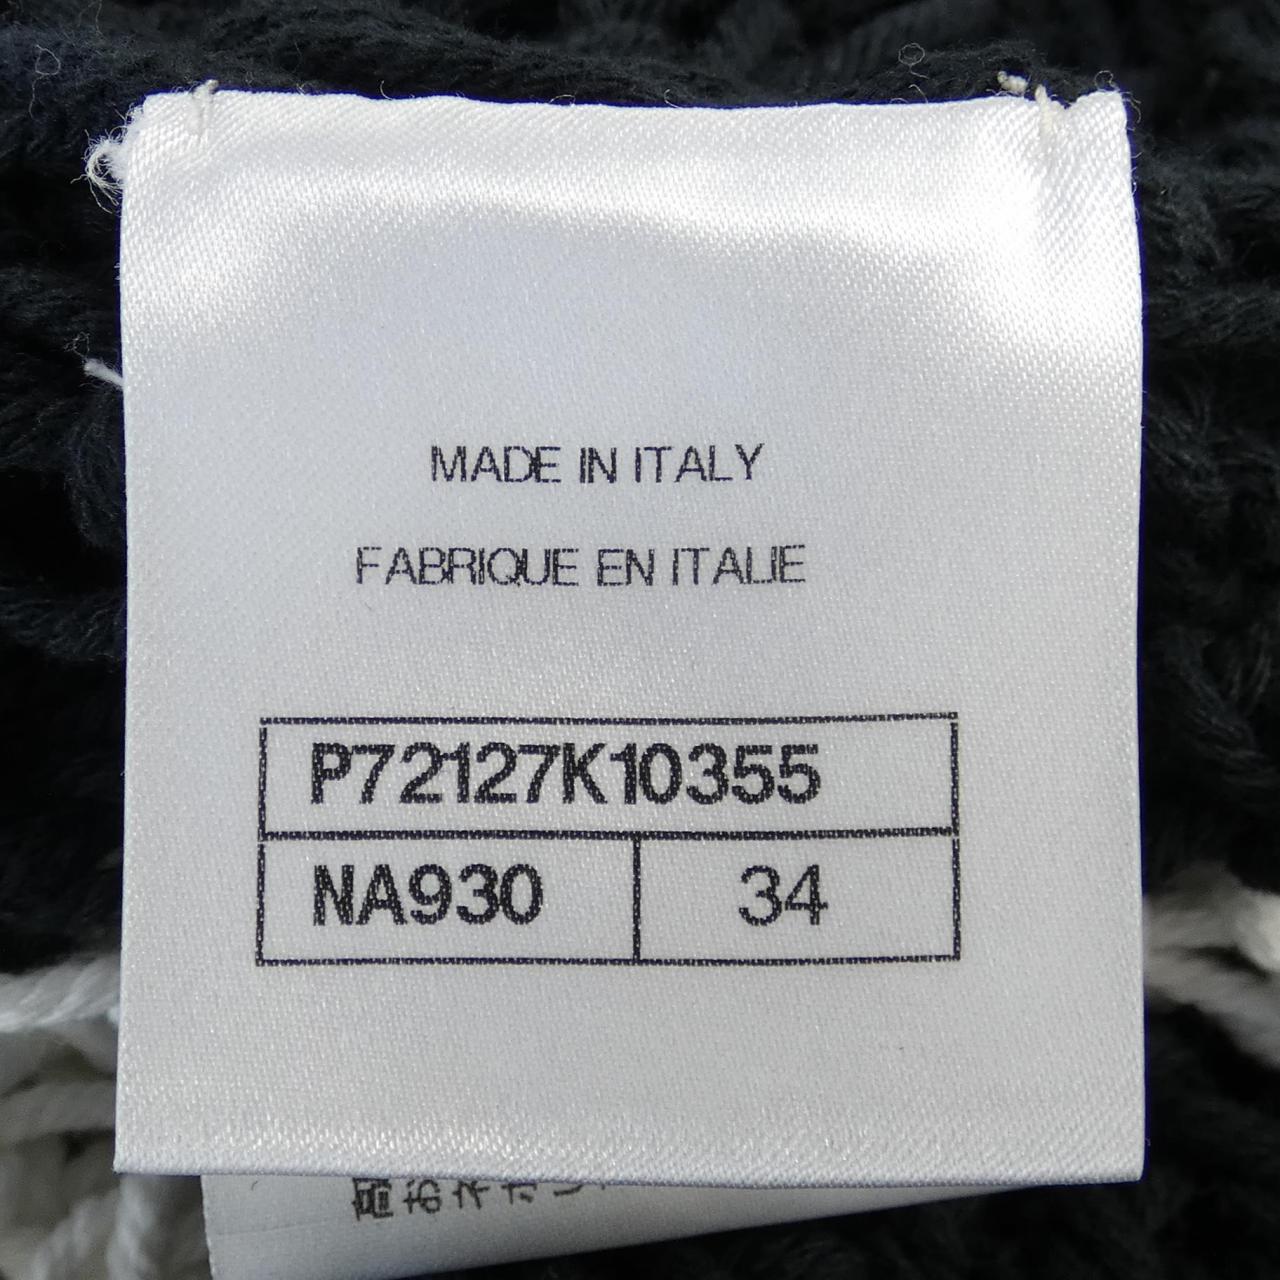 MADE IN ITALY
FABRIQUE EN ITALIE
P72127K10355
NA930 34